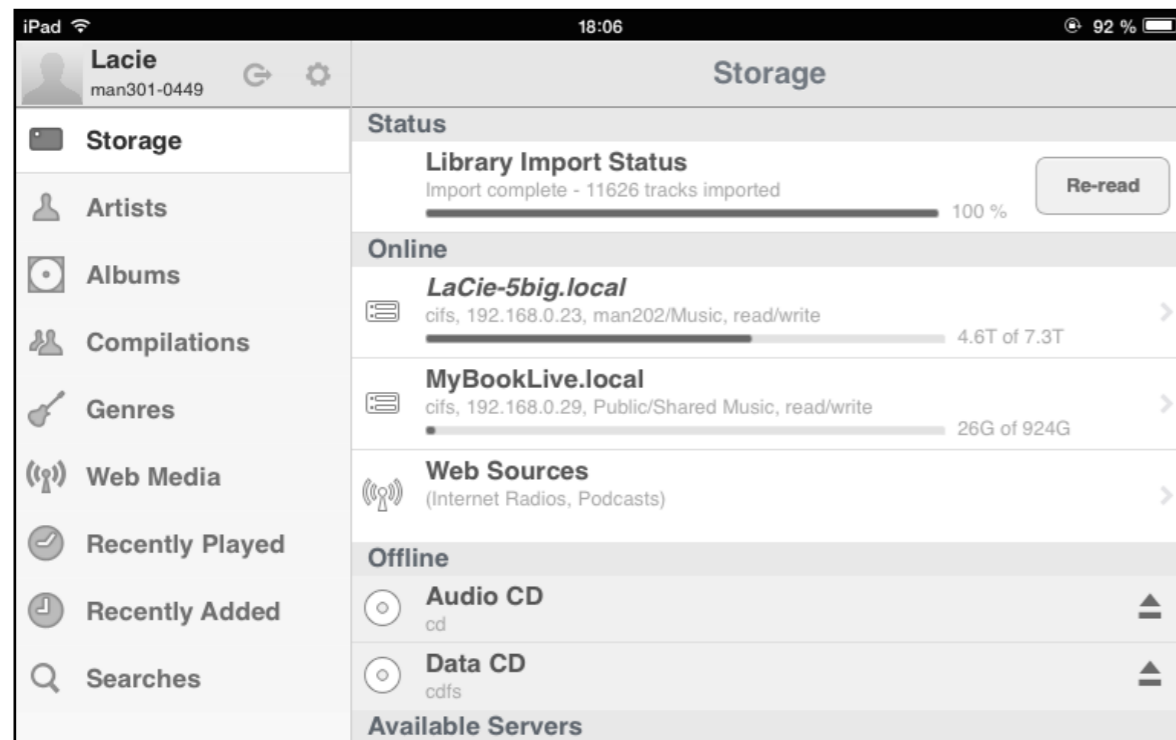 iPad 18:06 92 %
Lacie
man301-0449
Storage
Artists
Albums
Compilations
Genres
Web Media
Recently Played
Recently Added
Searches
Storage
Status
Library Import Status
Import complete - 11626 tracks imported
100 %
Re-read
Online
LaCie-5big.local
cifs, 192.168.0.23, man202/Music, read/write
4.6T of 7.3T
MyBookLive.local
cifs, 192.168.0.29, Public/Shared Music, read/write
26G of 924G
Web Sources
(Internet Radios, Podcasts)
Offline
Audio CD
cd
Data CD
cdfs
Available Servers